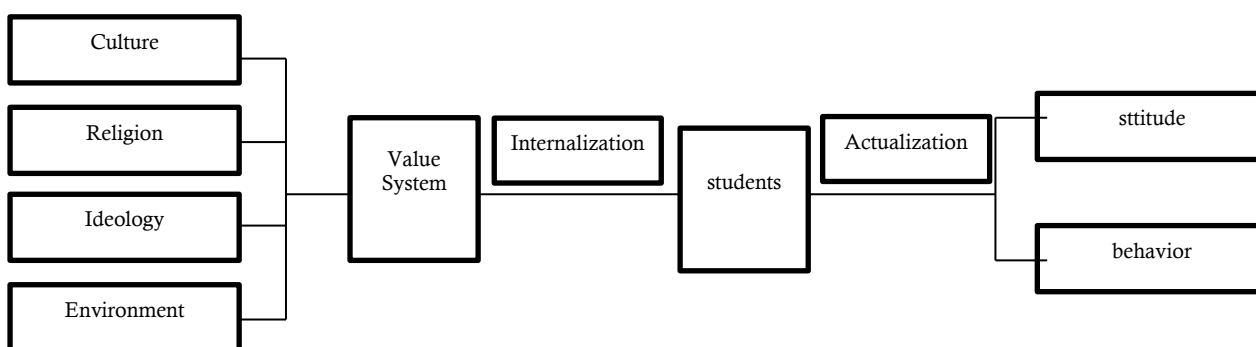 Culture
Religion
Ideology
Environment
Value
System
Internalization
students
Actualization
sttitude
behavior